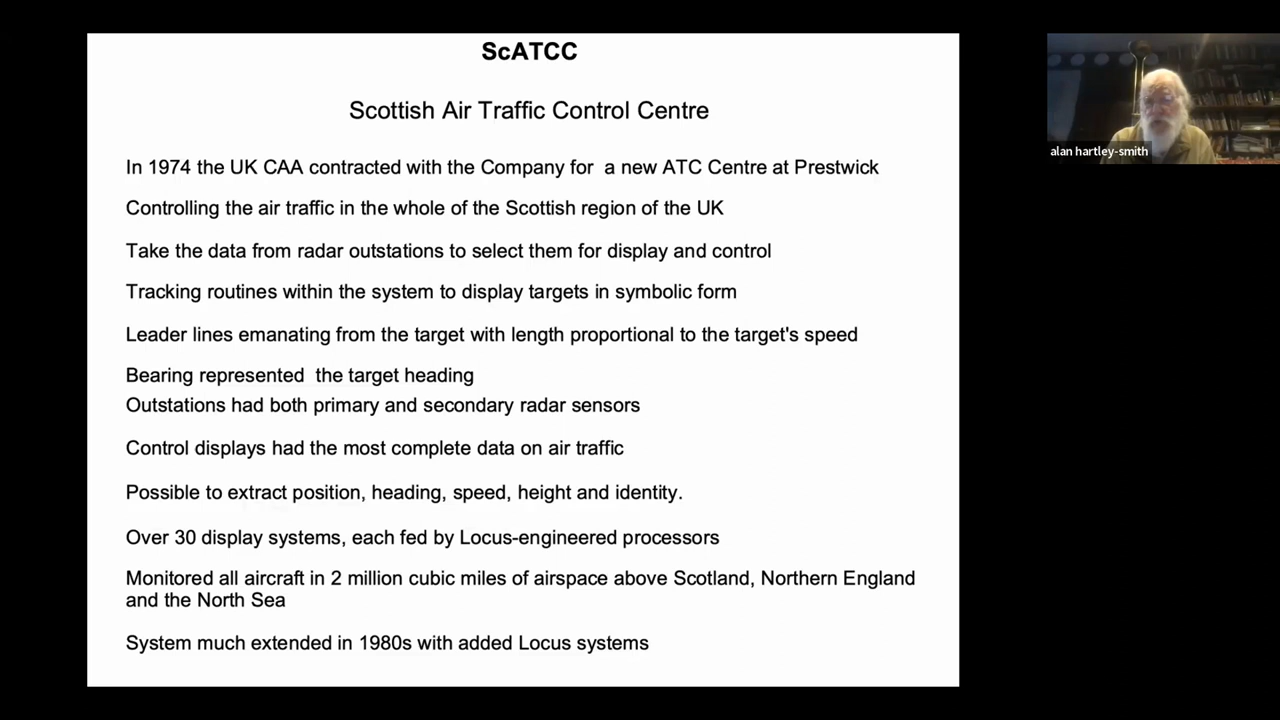 ScATCC
Scottish Air Traffic Control Centre
In 1974 the UK CAA contracted with the Company for  a new ATC Centre at Prestwick
Controlling the air traffic in the whole of the Scottish region of the UK
Take the data from radar outstations to select them for display and control
Tracking routines within the system to display targets in symbolic form
Leader lines emanating from the target with length proportional to the target's speed
Bearing represented  the target heading
Outstations had both primary and secondary radar sensors
Control displays had the most complete data on air traffic
Possible to extract position, heading, speed, height and identity.
Over 30 display systems, each fed by Locus-engineered processors
Monitored all aircraft in 2 million cubic miles of airspace above Scotland, Northern England
and the North Sea
System much extended in 1980s with added Locus systems
alan hartley-smith